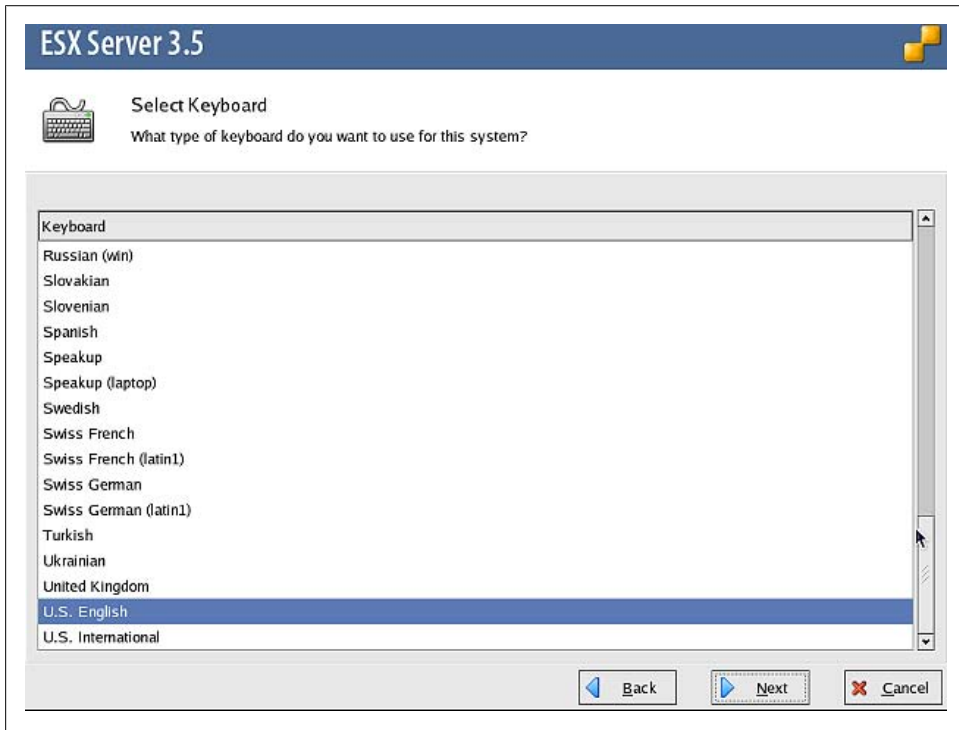 ESX Server 3.5
Select Keyboard
What type of keyboard do you want to use for this system?
Keyboard
Russian (win)
Slovakian
Slovenian
Spanish
Speakup
Speakup (laptop)
Swedish
Swiss French
Swiss French (latin1)
Swiss German
Swiss German (latin1)
Turkish
Ukrainian
United Kingdom
U.S. English
U.S. International
Back Next Cancel